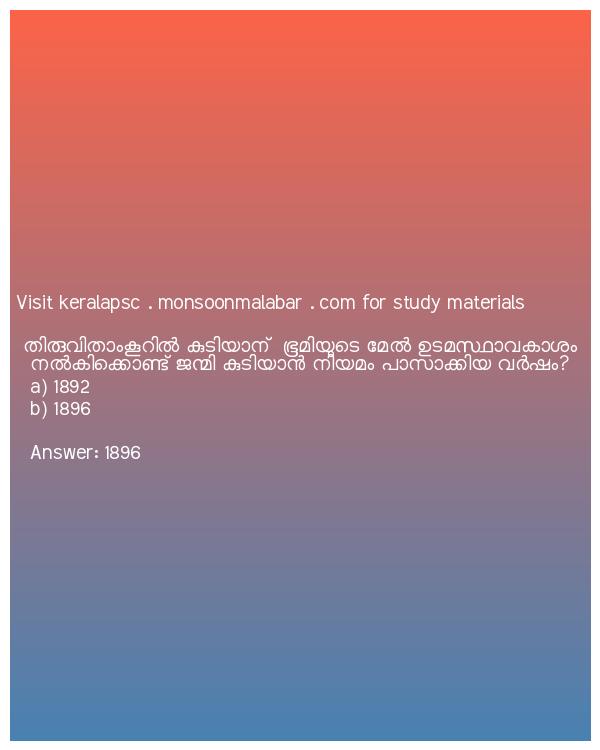 Visit keralapsc . monsoonmalabar . com for study materials
തിരുവിതാംകൂറിൽ കുടിയാന്  ഭൂമിയുടെ മേൽ ഉടമസ്ഥാവകാശം
നൽകിക്കൊണ്ട് ജന്മി കുടിയാൻ നിയമം പാസാക്കിയ വർഷം?
a) 1892
b) 1896
Answer: 1896